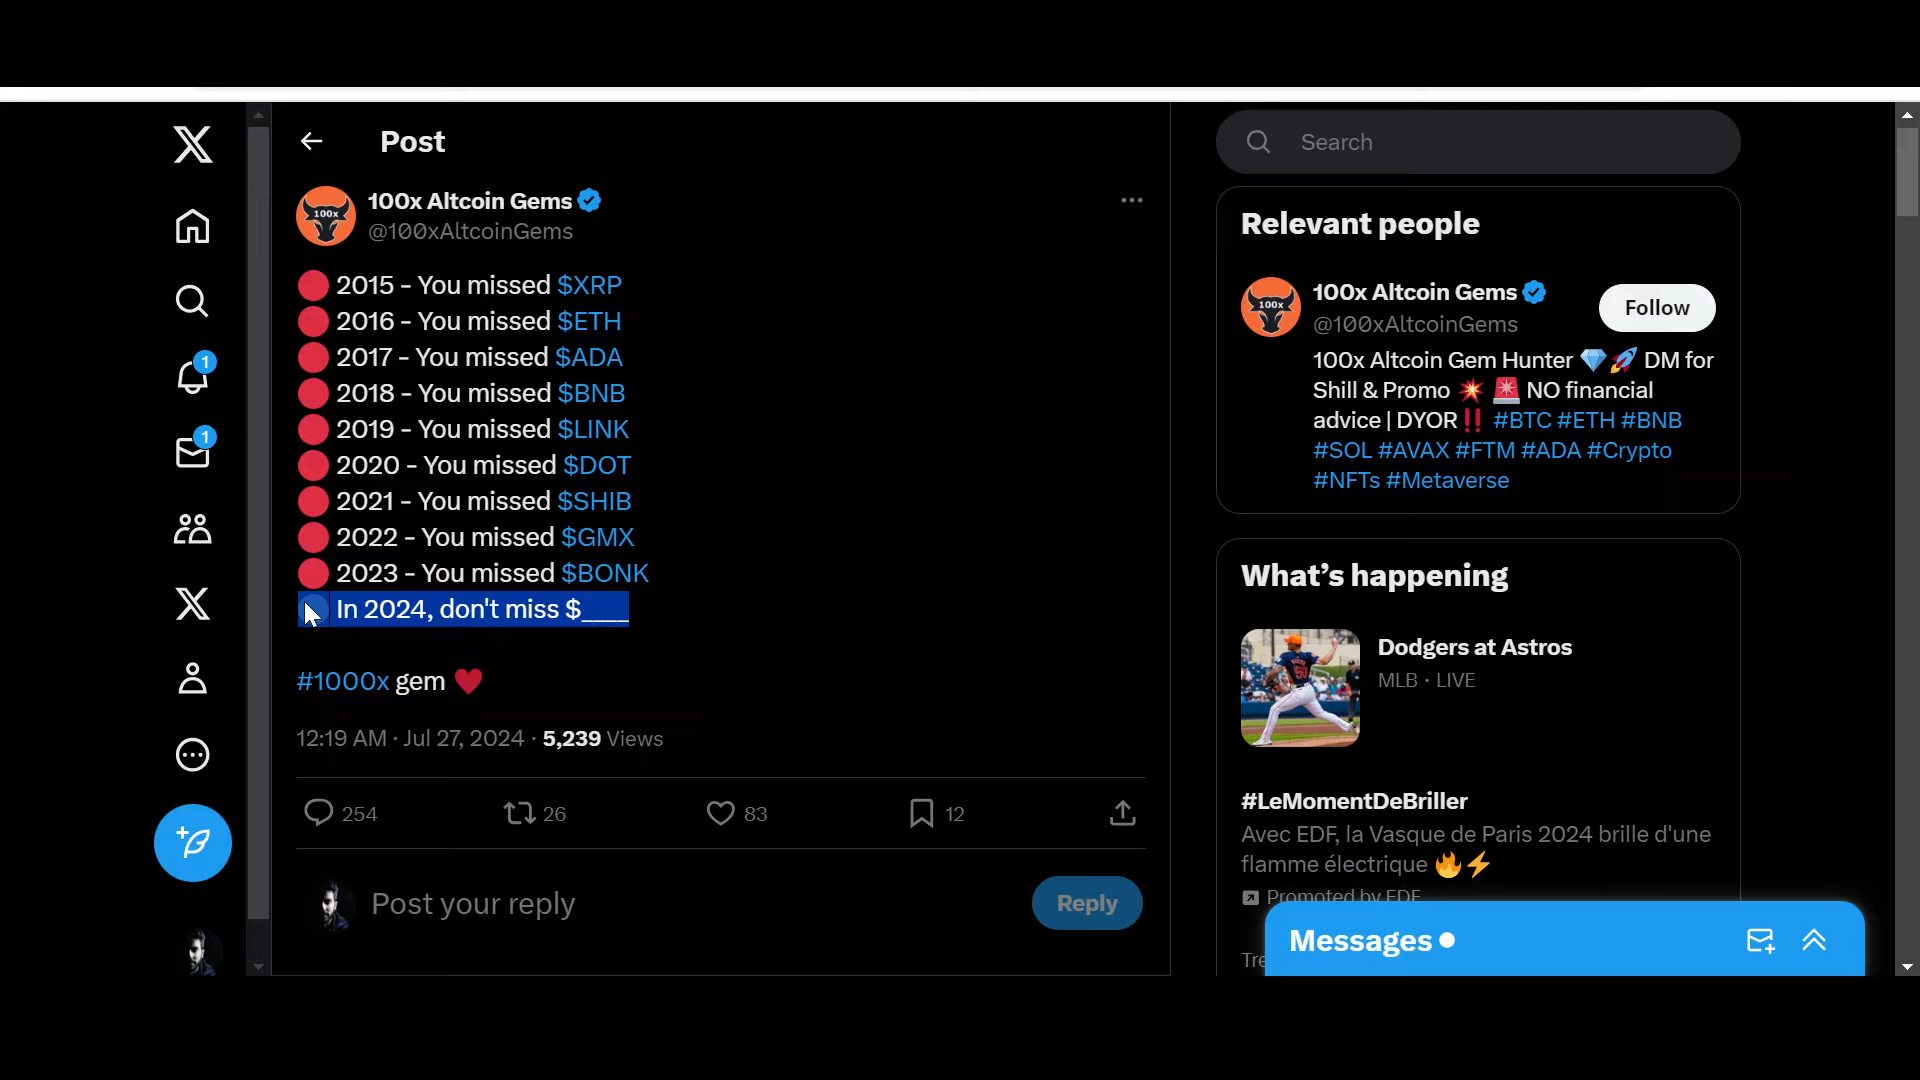 Post
100x Altcoin Gems
@100xAltcoinGems
2015 - You missed $XRP
2016 - You missed $ETH
2017 - You missed $ADA
2018 - You missed $BNB
2019 - You missed $LINK
2020 - You missed $DOT
2021 - You missed $SHIB
2022 - You missed $GMX
2023 - You missed $BONK
In 2024, don't miss $____
#1000x gem
12:19 AM · Jul 27, 2024 · 5,239 Views
254 26 83 12
Post your reply
Reply
1
1
Search
Relevant people
100x Altcoin Gems
@100xAltcoinGems
Follow
100x Altcoin Gem Hunter 💎🚀 DM for
Shill & Promo 💥 🚨 NO financial
advice | DYOR‼️ #BTC #ETH #BNB
#SOL #AVAX #FTM #ADA #Crypto
#NFTs #Metaverse
What's happening
Dodgers at Astros
MLB · LIVE
#LeMomentDeBriller
Avec EDF, la Vasque de Paris 2024 brille d'une
flamme électrique 🔥⚡
Promoted by EDF
Messages